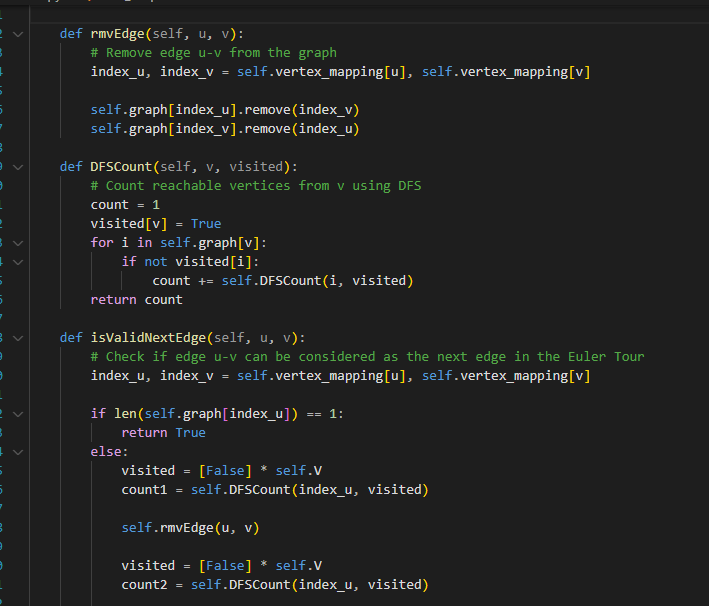 def rmvEdge(self, u, v):
# Remove edge u-v from the graph
index_u, index_v = self.vertex_mapping[u], self.vertex_mapping[v]
self.graph[index_u].remove(index_v)
self.graph[index_v].remove(index_u)
def DFSCount(self, v, visited):
# Count reachable vertices from v using DFS
count = 1
visited[v] = True
for i in self.graph[v]:
if not visited[i]:
count += self.DFSCount(i, visited)
return count
def isValidNextEdge(self, u, v):
# Check if edge u-v can be considered as the next edge in the Euler Tour
index_u, index_v = self.vertex_mapping[u], self.vertex_mapping[v]
if len(self.graph[index_u]) == 1:
return True
else:
visited = [False] * self.V
count1 = self.DFSCount(index_u, visited)
self.rmvEdge(u, v)
visited = [False] * self.V
count2 = self.DFSCount(index_u, visited)